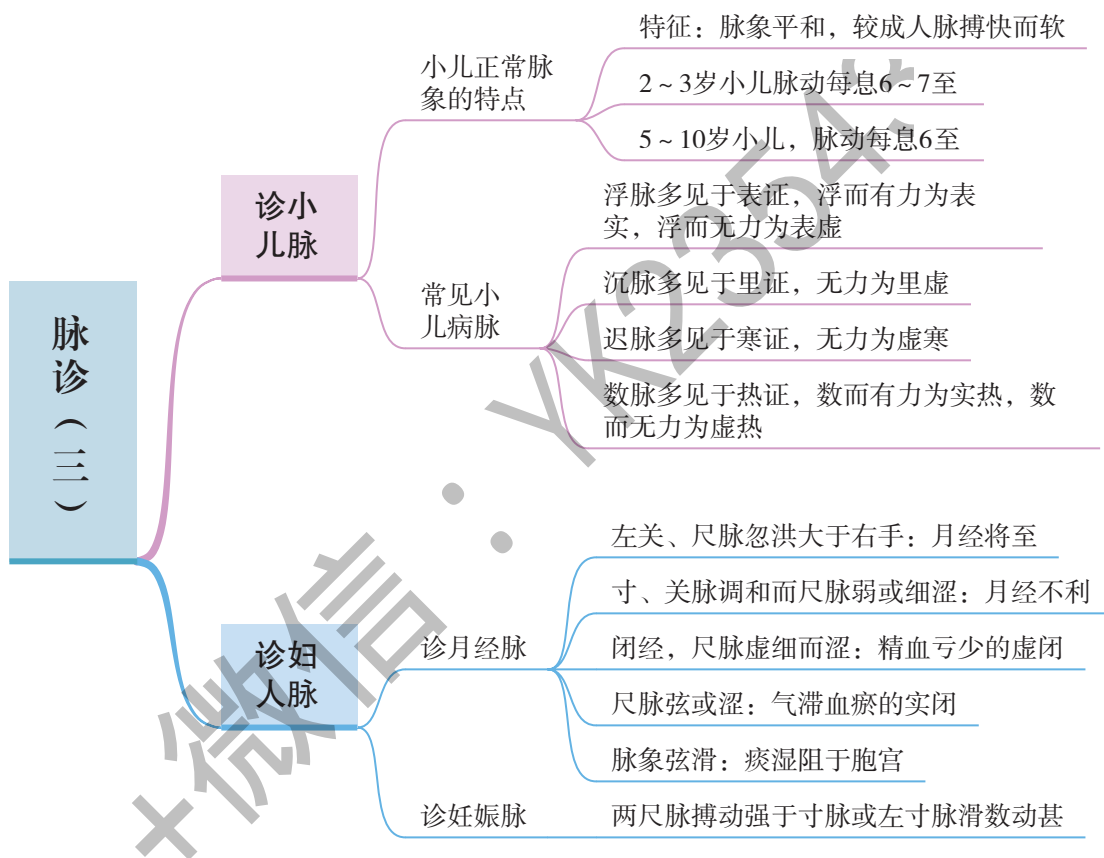 脉诊（三）
诊小
儿脉
小儿正常脉
象的特点
特征：脉象平和，较成人脉搏快而软
2～3岁小儿脉动每息6～7至
5～10岁小儿，脉动每息6至
常见小
儿病脉
浮脉多见于表证，浮而有力为表
实，浮而无力为表虚
沉脉多见于里证，无力为里虚
迟脉多见于寒证，无力为虚寒
数脉多见于热证，数而有力为实热，数
而无力为虚热
诊妇
人脉
诊月经脉
左关、尺脉忽洪大于右手：月经将至
寸、关脉调和而尺脉弱或细涩：月经不利
闭经，尺脉虚细而涩：精血亏少的虚闭
尺脉弦或涩：气滞血瘀的实闭
脉象弦滑：痰湿阻于胞宫
诊妊娠脉
两尺脉搏动强于寸脉或左寸脉滑数动甚
+微信：YK2354